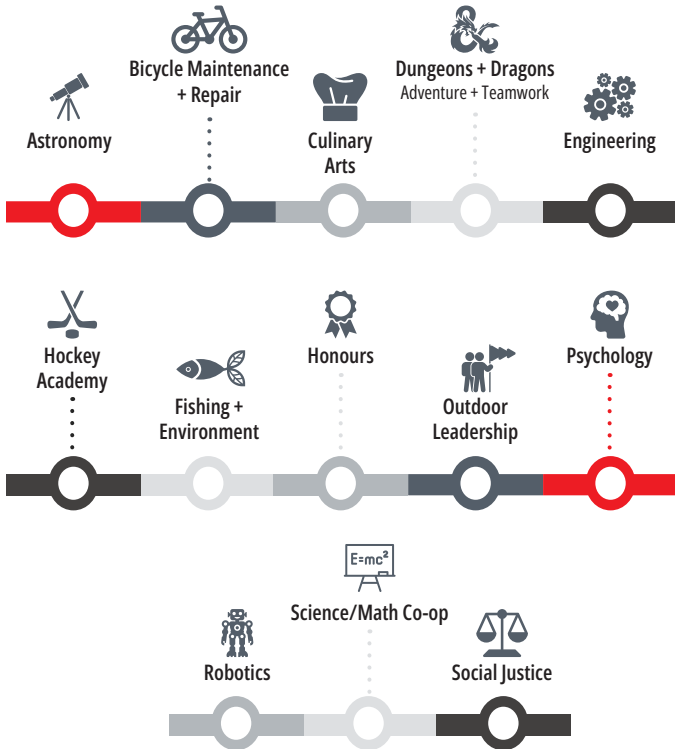 Astronomy
Bicycle Maintenance
+ Repair
Culinary
Arts
Dungeons + Dragons
Adventure + Teamwork
Engineering
Hockey
Academy
Fishing +
Environment
Honours
Outdoor
Leadership
Psychology
Robotics
E=mc²
Science/Math Co-op
Social Justice